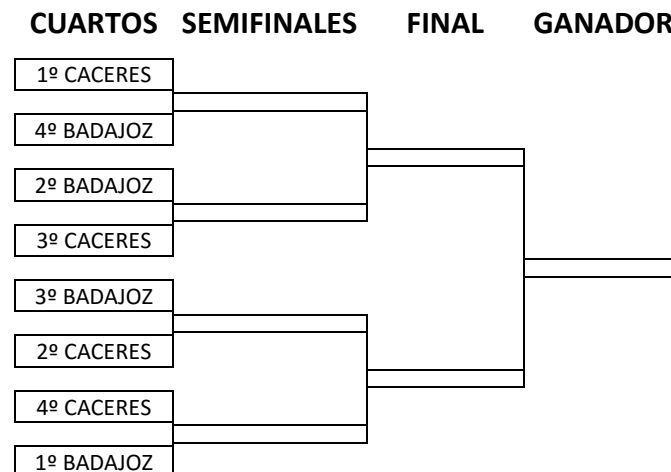 CUARTOS SEMIFINALES FINAL GANADOR
1º CACERES
4º BADAJOZ
2º BADAJOZ
3º CACERES
3º BADAJOZ
2º CACERES
4º CACERES
1º BADAJOZ